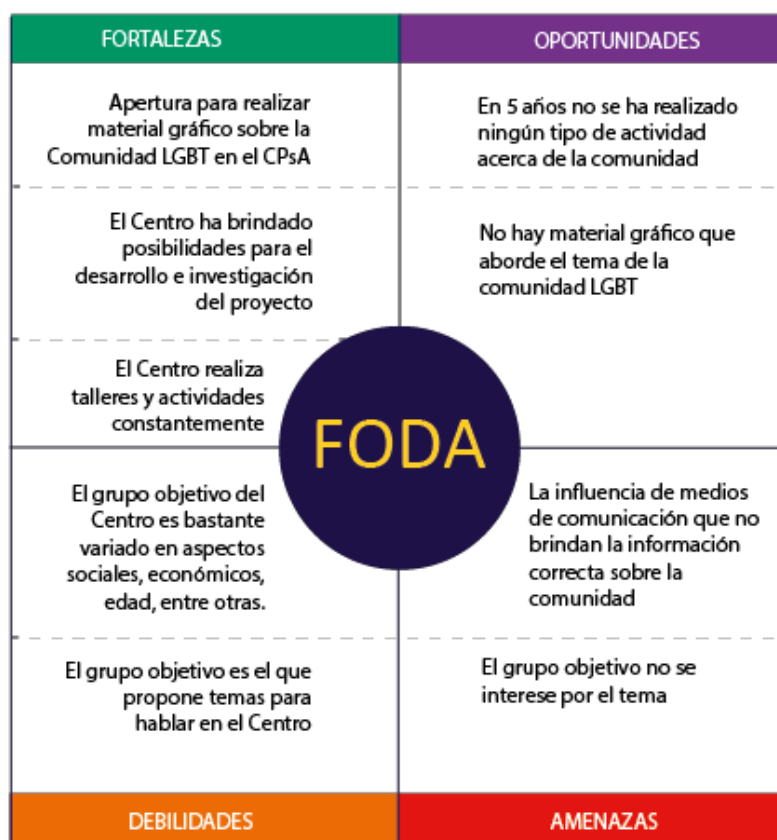 FORTALEZAS
Apertura para realizar
material gráfico sobre la
Comunidad LGBT en el CPsA
El Centro ha brindado
posibilidades para el
desarrollo e investigación
del proyecto
El Centro realiza
talleres y actividades
constantemente
OPORTUNIDADES
En 5 años no se ha realizado
ningún tipo de actividad
acerca de la comunidad
No hay material gráfico que
aborde el tema de la
comunidad LGBT
FODA
El grupo objetivo del
Centro es bastante
variado en aspectos
sociales, económicos,
edad, entre otras.
El grupo objetivo es el que
propone temas para
hablar en el Centro
DEBILIDADES
La influencia de medios
de comunicación que no
brindan la información
correcta sobre la
comunidad
El grupo objetivo no se
interese por el tema
AMENAZAS